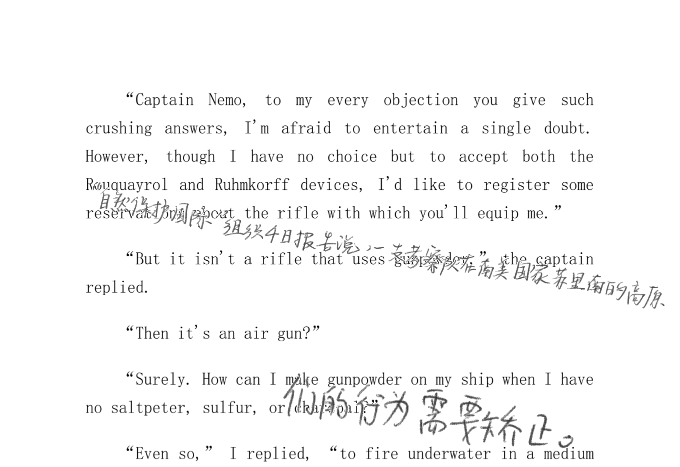 “Captain Nemo, to my every objection you give such
crushing answers, I'm afraid to entertain a single doubt.
However, though I have no choice but to accept both the
Rouquayrol and Ruhmkorff devices, I'd like to register some
reservations about the rifle with which you'll equip me.”
自然保护国际 组织4日报告说，一支考察队在南美国家苏里南的高原
“But it isn't a rifle that uses gunpowder,” the captain
replied.
“Then it's an air gun?”
“Surely. How can I make gunpowder on my ship when I have
no saltpeter, sulfur, or charcoal?”
们的行为需要矫正。
“Even so,” I replied, “to fire underwater in a medium